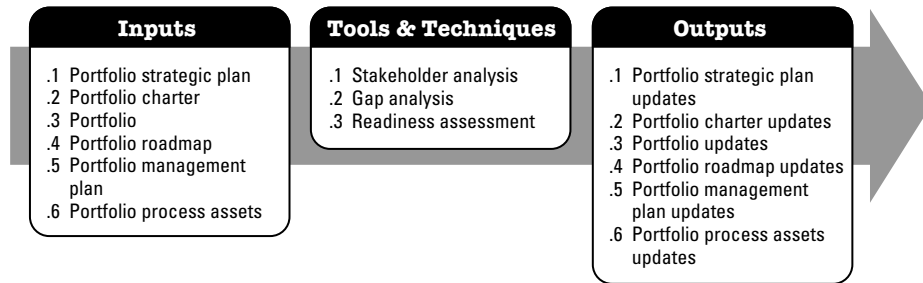 Inputs
.1 Portfolio strategic plan
.2 Portfolio charter
.3 Portfolio
.4 Portfolio roadmap
.5 Portfolio management
plan
.6 Portfolio process assets
Tools & Techniques
.1 Stakeholder analysis
.2 Gap analysis
.3 Readiness assessment
Outputs
.1 Portfolio strategic plan
updates
.2 Portfolio charter updates
.3 Portfolio updates
.4 Portfolio roadmap updates
.5 Portfolio management
plan updates
.6 Portfolio process assets
updates